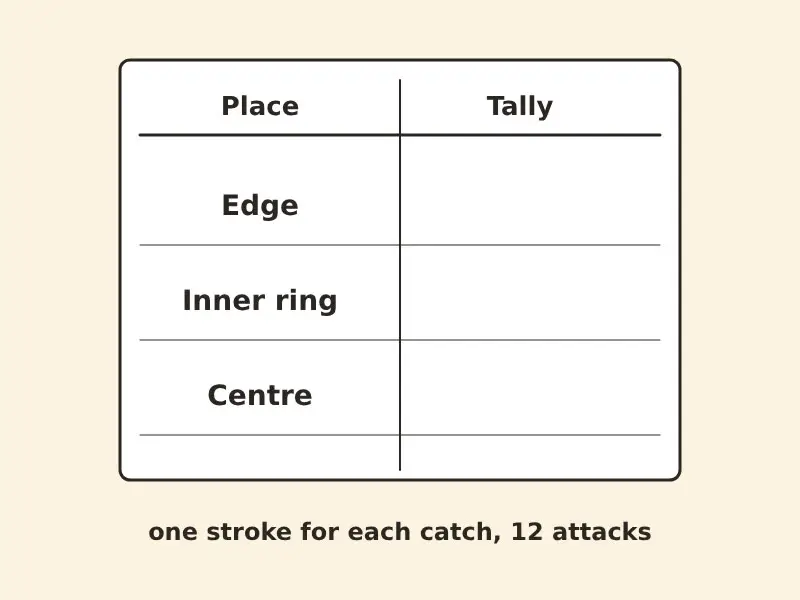 Place Tally
Edge
Inner ring
Centre
one stroke for each catch, 12 attacks